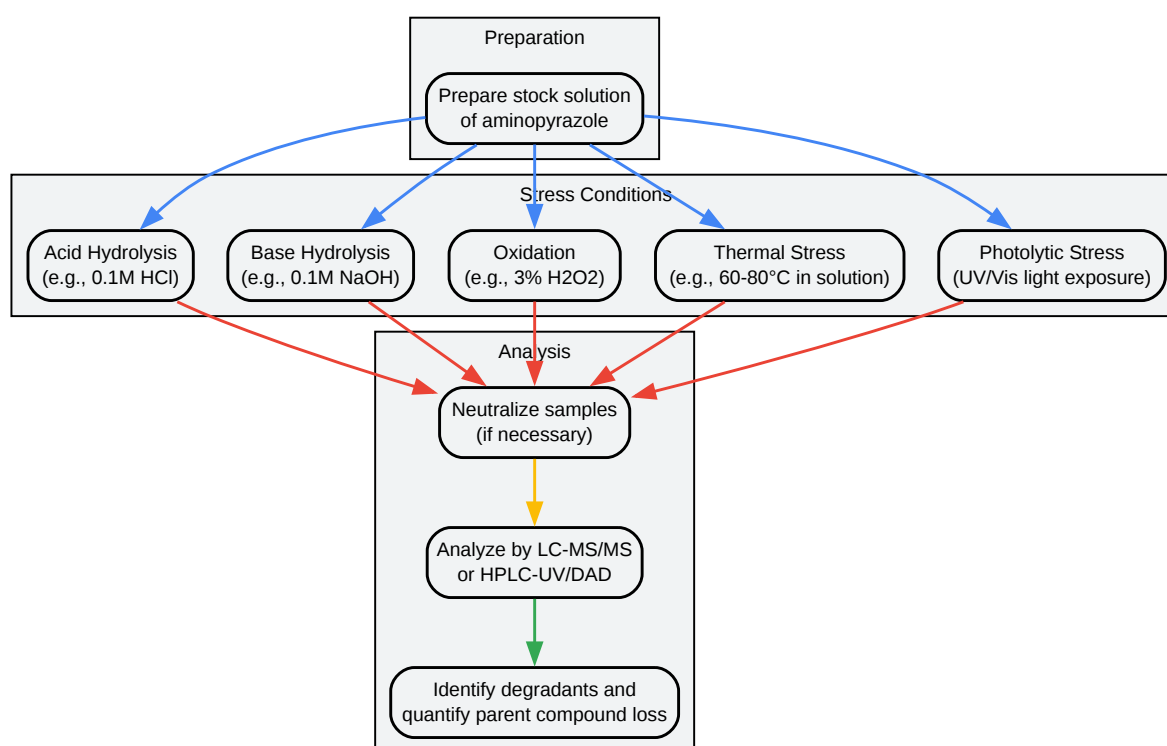 Preparation
Prepare stock solution
of aminopyrazole
Stress Conditions
Acid Hydrolysis
(e.g., 0.1M HCl)
Base Hydrolysis
(e.g., 0.1M NaOH)
Oxidation
(e.g., 3% H2O2)
Thermal Stress
(e.g., 60-80°C in solution)
Photolytic Stress
(UV/Vis light exposure)
Analysis
Neutralize samples
(if necessary)
Analyze by LC-MS/MS
or HPLC-UV/DAD
Identify degradants and
quantify parent compound loss